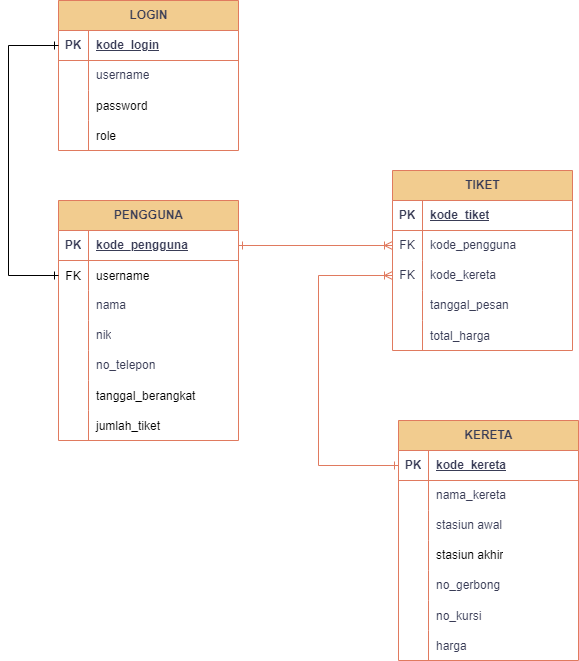 LOGIN
PK kode_login
username
password
role
PENGGUNA
PK kode_pengguna
FK username
nama
nik
no_telepon
tanggal_berangkat
jumlah_tiket
TIKET
PK kode_tiket
FK kode_pengguna
FK kode_kereta
tanggal_pesan
total_harga
KERETA
PK kode_kereta
nama_kereta
stasiun awal
stasiun akhir
no_gerbong
no_kursi
harga